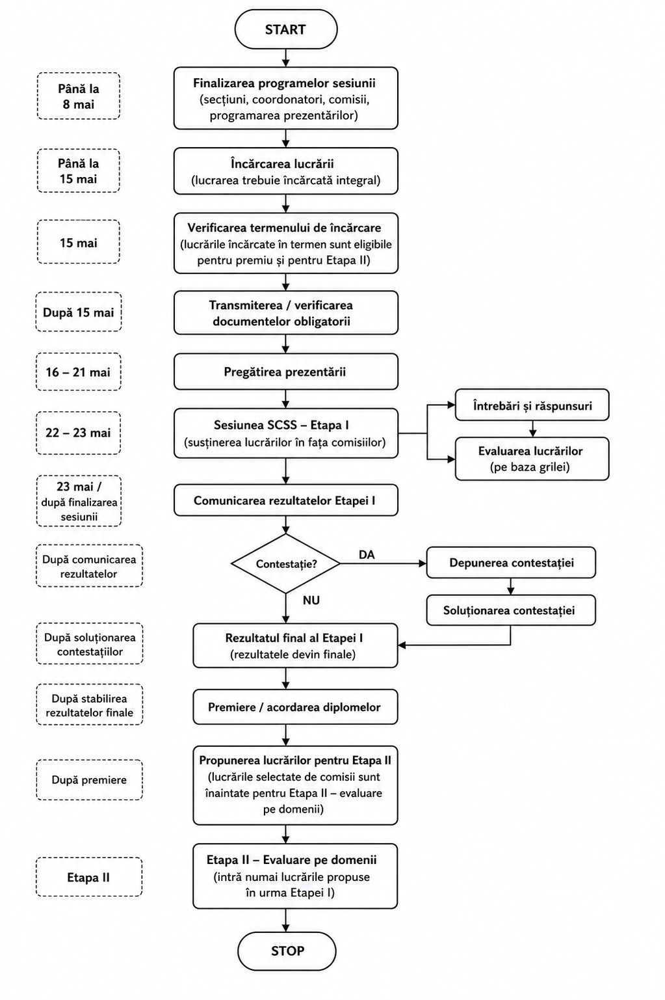 START
Până la
8 mai
Finalizarea programelor sesiunii
(secțiuni, coordonatori, comisii,
programarea prezentărilor)
Până la
15 mai
Încărcarea lucrării
(lucrarea trebuie încărcată integral)
15 mai
Verificarea termenului de încărcare
(lucrările încărcate în termen sunt eligibile
pentru premiu și pentru Etapa II)
După 15 mai
Transmiterea / verificarea
documentelor obligatorii
16 – 21 mai
Pregătirea prezentării
22 – 23 mai
Sesiunea SCSS – Etapa I
(susținerea lucrărilor în fața comisiilor)
Întrebări și răspunsuri
Evaluarea lucrărilor
(pe baza grilei)
23 mai /
după finalizarea
sesiunii
Comunicarea rezultatelor Etapei I
După comunicarea
rezultatelor
Contestație?
DA
Depunerea contestației
NU
Soluționarea contestației
După soluționarea
contestațiilor
Rezultatul final al Etapei I
(rezultatele devin finale)
După stabilirea
rezultatelor finale
Premiere / acordarea diplomelor
După premiere
Propunerea lucrărilor pentru Etapa II
(lucrările selectate de comisii sunt
înaintate pentru Etapa II – evaluare
pe domenii)
Etapa II
Etapa II – Evaluare pe domenii
(intră numai lucrările propuse
în urma Etapei I)
STOP